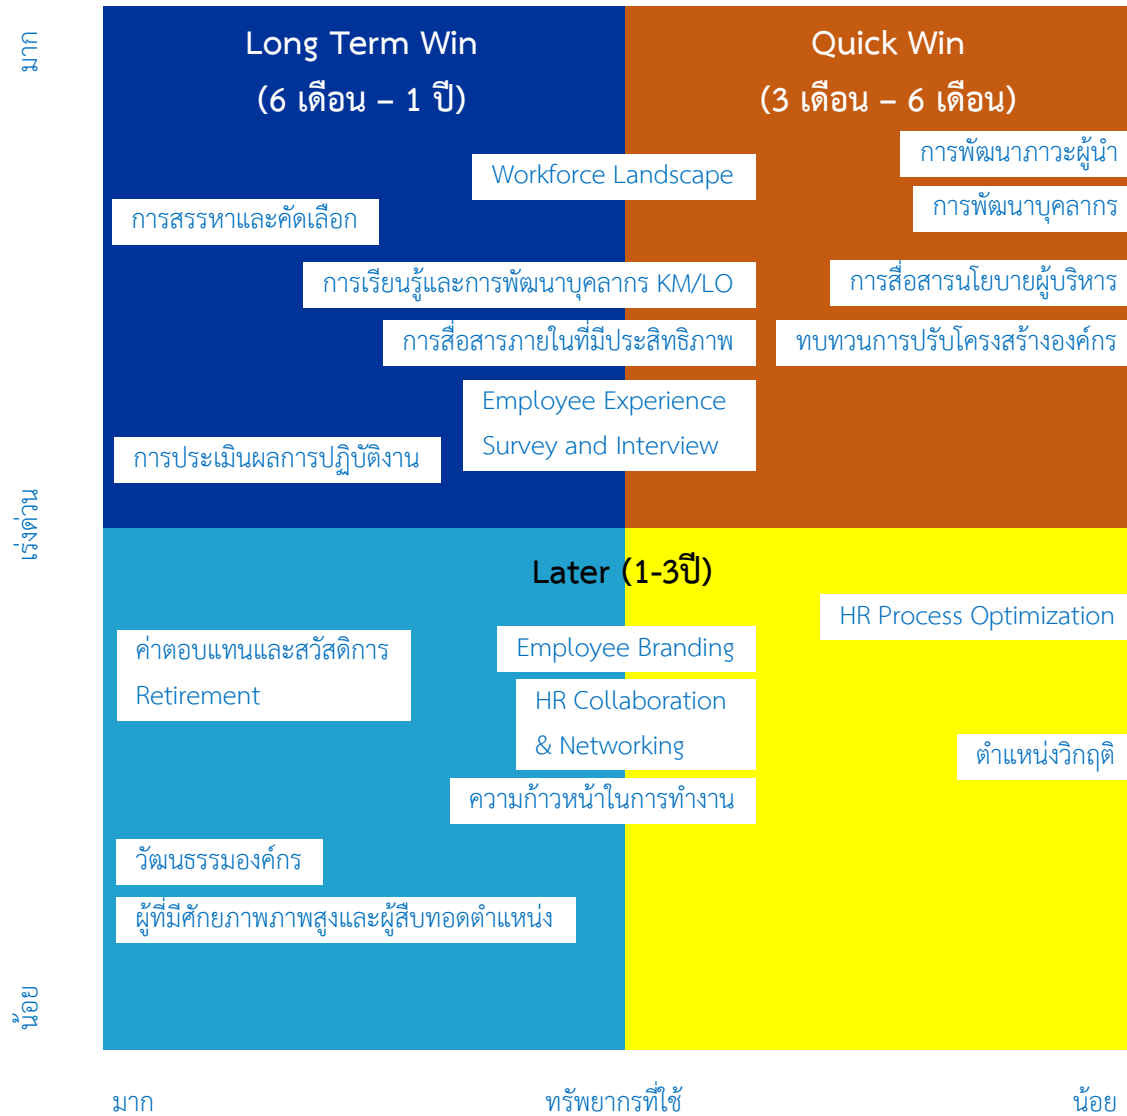 มาก
Long Term Win
(6 เดือน – 1 ปี)
Quick Win
(3 เดือน – 6 เดือน)
การพัฒนาภาวะผู้นำ
Workforce Landscape
การพัฒนาบุคลากร
การสรรหาและคัดเลือก
การเรียนรู้และการพัฒนาบุคลากร KM/LO
การสื่อสารนโยบายผู้บริหาร
การสื่อสารภายในที่มีประสิทธิภาพ
ทบทวนการปรับโครงสร้างองค์กร
Employee Experience
Survey and Interview
การประเมินผลการปฏิบัติงาน
เร่งด่วน
Later (1-3ปี)
HR Process Optimization
ค่าตอบแทนและสวัสดิการ
Retirement
Employee Branding
HR Collaboration
& Networking
ตำแหน่งวิกฤติ
ความก้าวหน้าในการทำงาน
วัฒนธรรมองค์กร
ผู้ที่มีศักยภาพภาพสูงและผู้สืบทอดตำแหน่ง
น้อย
มาก
ทรัพยากรที่ใช้
น้อย